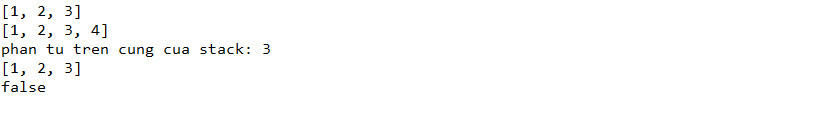 [1, 2, 3]
[1, 2, 3, 4]
phan tu tren cung cua stack: 3
[1, 2, 3]
false